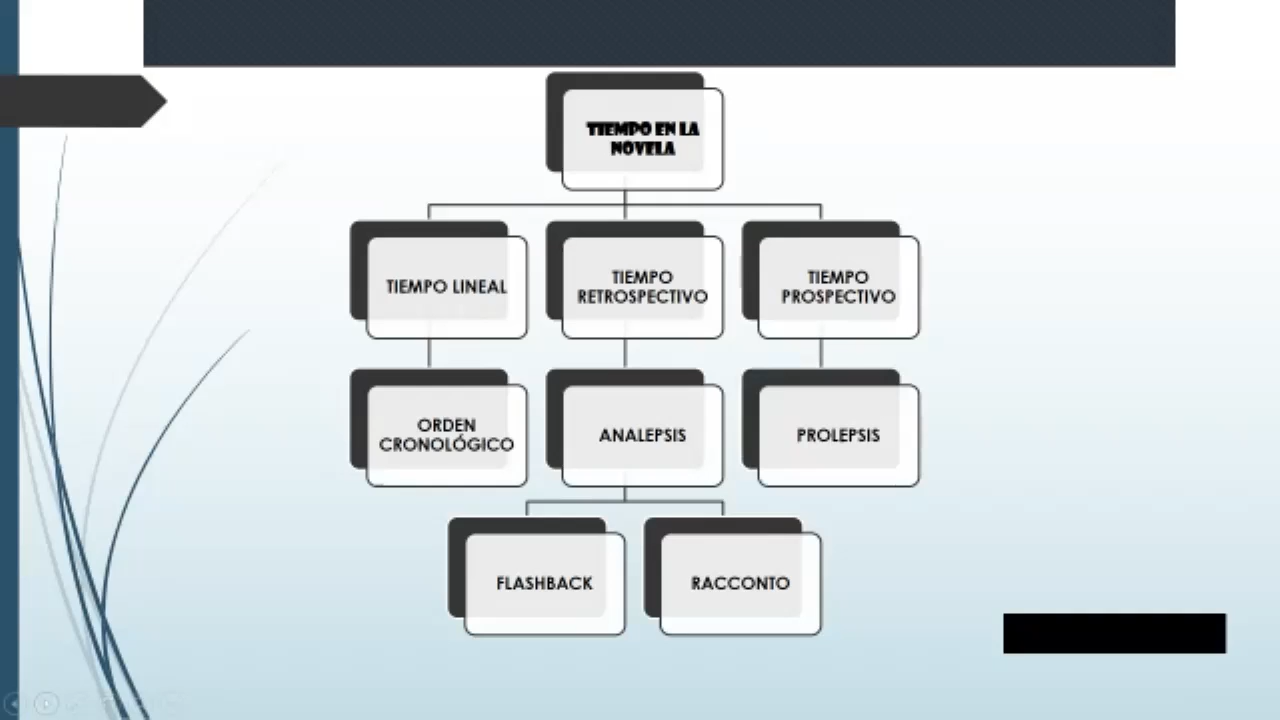 TIEMPO EN LA
NOVELA
TIEMPO LINEAL
TIEMPO
RETROSPECTIVO
TIEMPO
PROSPECTIVO
ORDEN
CRONOLÓGICO
ANALEPSIS
PROLEPSIS
FLASHBACK
RACCONTO